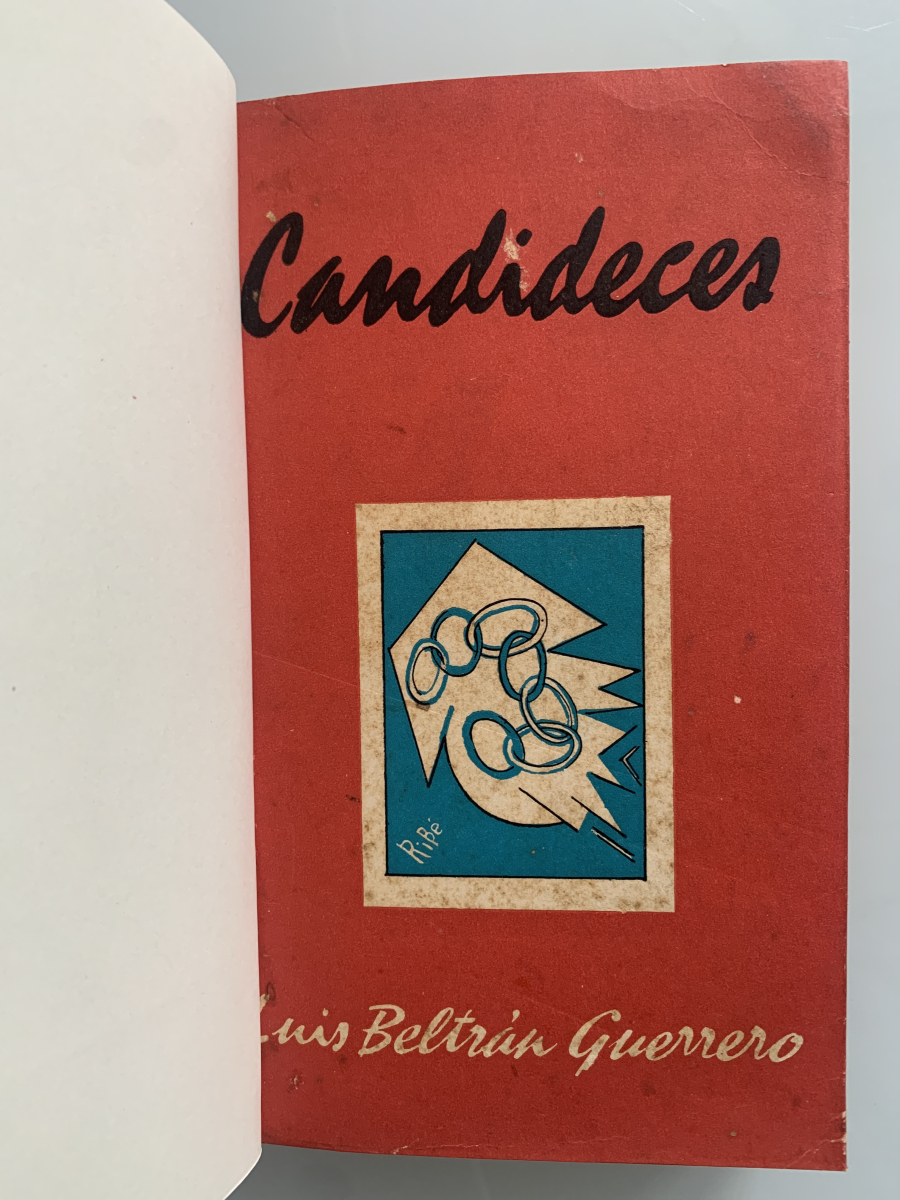 Candideces
RiBé
Luis Beltrán Guerrero